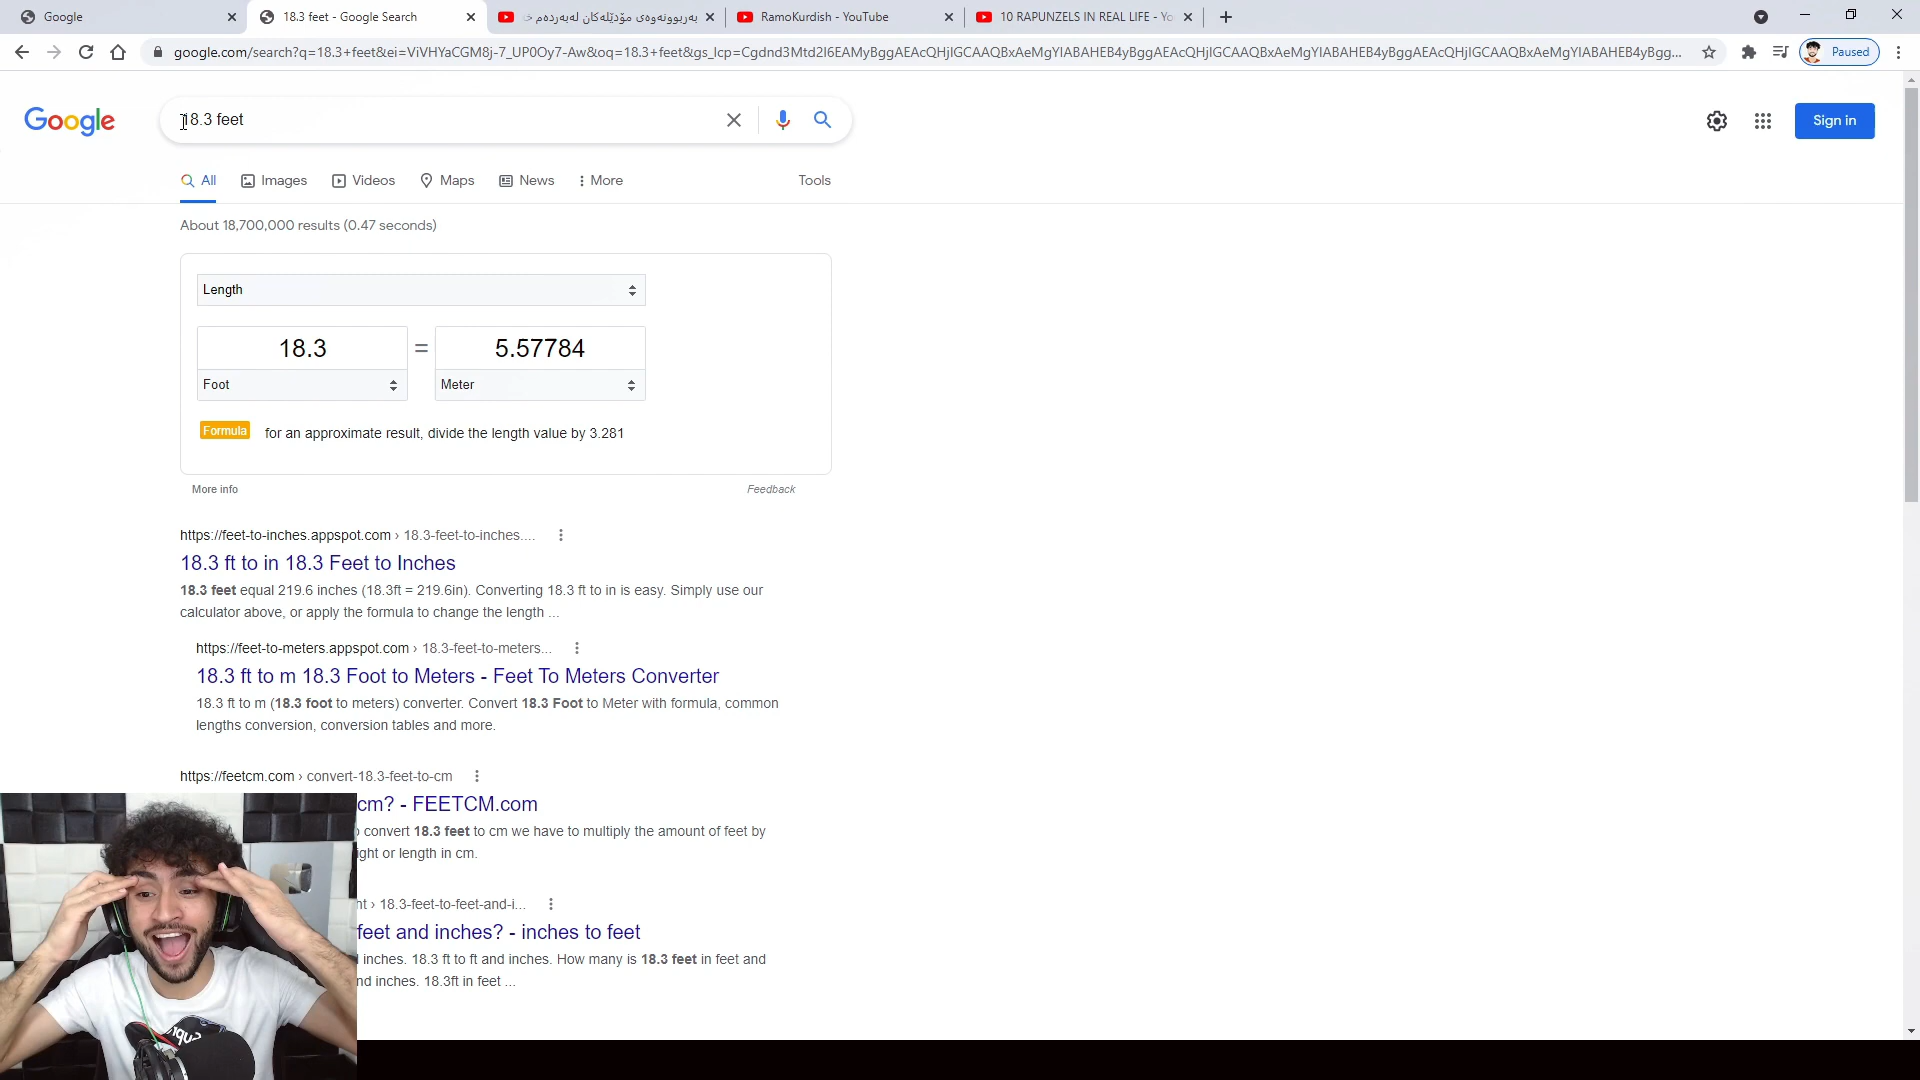 Google
18.3 feet - Google Search
بەربوونەوەی مۆدێلەکان لەبەردەم
RamoKurdish - YouTube
10 RAPUNZELS IN REAL LIFE - Yo
google.com/search?q=18.3+feet&ei=ViVHYaCGM8j-7_UP0Oy7-Aw&oq=18.3+feet&gs_lcp=Cgdnd3Mtd2l6EAMyBggAEAcQHjIGCAAQBxAeMgYIABAHEB4yBggAEAcQHjIGCAAQBxAeMgYIABAHEB4yBggAEAcQHjIGCAAQBxAeMgYIABAHEB4yBgg...
Paused
Google
18.3 feet
Sign in
All
Images
Videos
Maps
News
More
Tools
About 18,700,000 results (0.47 seconds)
Length
18.3 = 5.57784
Foot
Meter
Formula for an approximate result, divide the length value by 3.281
More info
Feedback
https://feet-to-inches.appspot.com › 18.3-feet-to-inches....
18.3 ft to in 18.3 Feet to Inches
18.3 feet equal 219.6 inches (18.3ft = 219.6in). Converting 18.3 ft to in is easy. Simply use our
calculator above, or apply the formula to change the length ...
https://feet-to-meters.appspot.com › 18.3-feet-to-meters...
18.3 ft to m 18.3 Foot to Meters - Feet To Meters Converter
18.3 ft to m (18.3 foot to meters) converter. Convert 18.3 Foot to Meter with formula, common
lengths conversion, conversion tables and more.
https://feetcm.com › convert-18.3-feet-to-cm
cm? - FEETCM.com
convert 18.3 feet to cm we have to multiply the amount of feet by
ight or length in cm.
nt › 18.3-feet-to-feet-and-i...
feet and inches? - inches to feet
inches. 18.3 ft to ft and inches. How many is 18.3 feet in feet and
nd inches. 18.3ft in feet ...